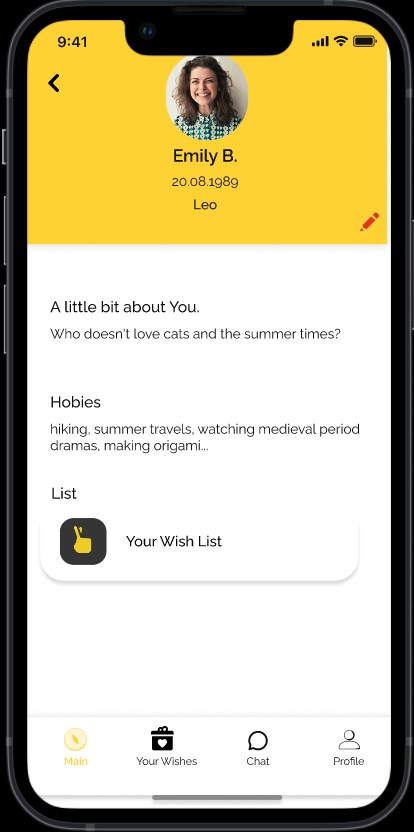 9:41
Emily B.
20.08.1989
Leo
A little bit about You.
Who doesn't love cats and the summer times?
Hobies
hiking, summer travels, watching medieval period
dramas, making origami...
List
Your Wish List
Main
Your Wishes
Chat
Profile